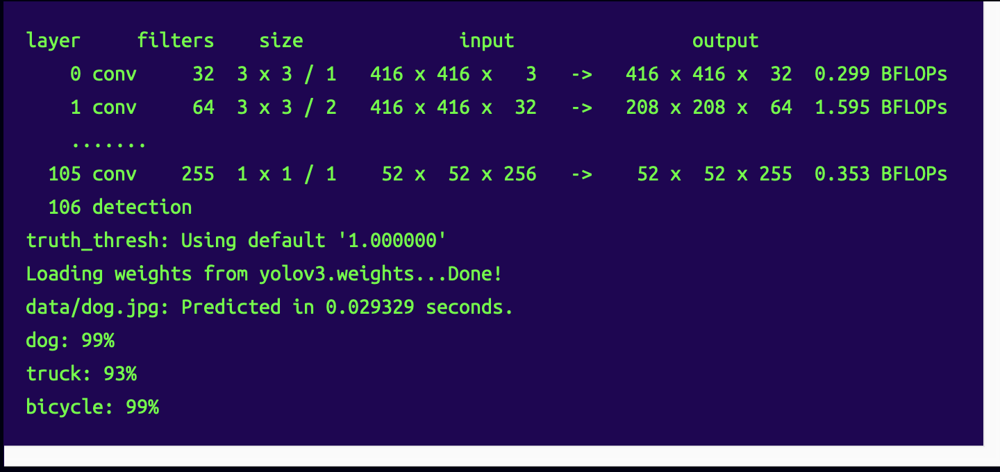 layer     filters    size              input                output
    0 conv     32  3 x 3 / 1   416 x 416 x   3   ->   416 x 416 x  32  0.299 BFLOPs
    1 conv     64  3 x 3 / 2   416 x 416 x  32   ->   208 x 208 x  64  1.595 BFLOPs
    .......
  105 conv    255  1 x 1 / 1    52 x  52 x 256   ->    52 x  52 x 255  0.353 BFLOPs
  106 detection
truth_thresh: Using default '1.000000'
Loading weights from yolov3.weights...Done!
data/dog.jpg: Predicted in 0.029329 seconds.
dog: 99%
truck: 93%
bicycle: 99%